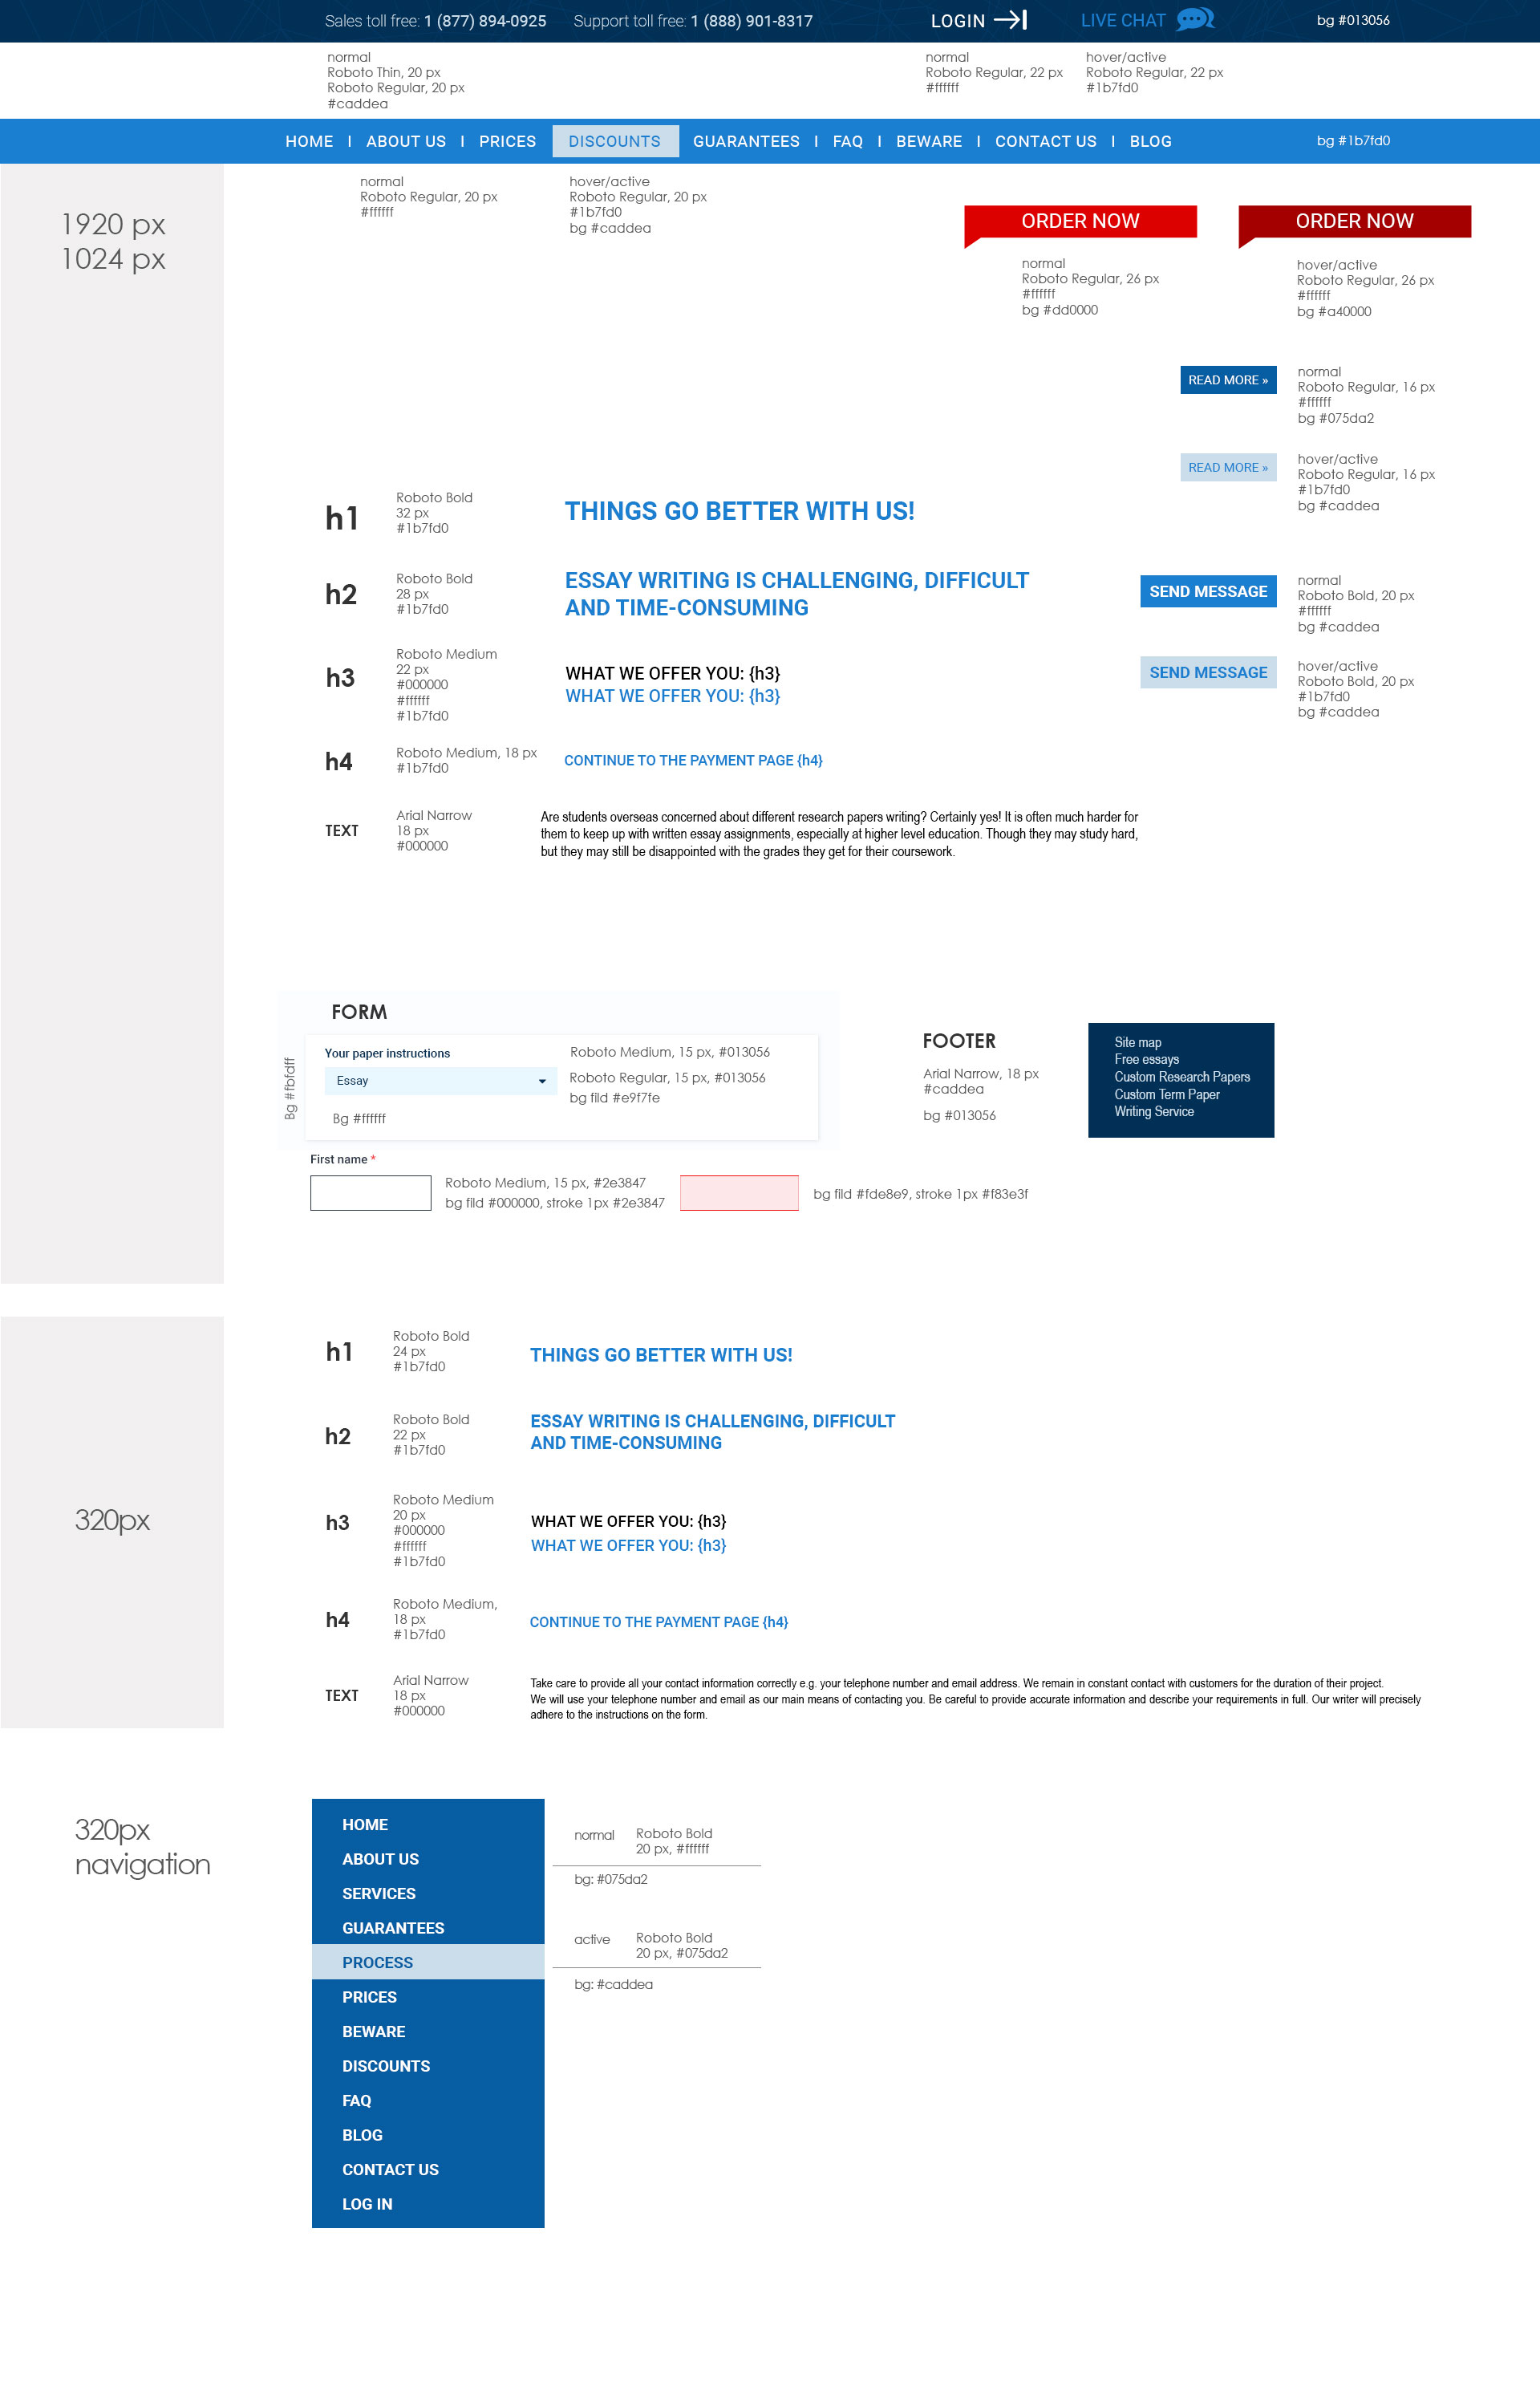 Sales toll free: 1 (877) 894-0925 Support toll free: 1 (888) 901-8317 LOGIN LIVE CHAT bg #013056
normal
Roboto Thin, 20 px
Roboto Regular, 20 px
#caddea
normal
Roboto Regular, 22 px
#ffffff
hover/active
Roboto Regular, 22 px
#1b7fd0
HOME I ABOUT US I PRICES DISCOUNTS GUARANTEES I FAQ I BEWARE I CONTACT US I BLOG bg #1b7fd0
normal
Roboto Regular, 20 px
#ffffff
hover/active
Roboto Regular, 20 px
#1b7fd0
bg #caddea
1920 px
1024 px
ORDER NOW
normal
Roboto Regular, 26 px
#ffffff
bg #dd0000
ORDER NOW
hover/active
Roboto Regular, 26 px
#ffffff
bg #a40000
READ MORE »
normal
Roboto Regular, 16 px
#ffffff
bg #075da2
READ MORE »
hover/active
Roboto Regular, 16 px
#1b7fd0
bg #caddea
h1
Roboto Bold
32 px
#1b7fd0
THINGS GO BETTER WITH US!
h2
Roboto Bold
28 px
#1b7fd0
ESSAY WRITING IS CHALLENGING, DIFFICULT
AND TIME-CONSUMING
SEND MESSAGE
normal
Roboto Bold, 20 px
#ffffff
bg #caddea
h3
Roboto Medium
22 px
#000000
#ffffff
#1b7fd0
WHAT WE OFFER YOU: {h3}
WHAT WE OFFER YOU: {h3}
SEND MESSAGE
hover/active
Roboto Bold, 20 px
#1b7fd0
bg #caddea
h4
Roboto Medium, 18 px
#1b7fd0
CONTINUE TO THE PAYMENT PAGE {h4}
TEXT
Arial Narrow
18 px
#000000
Are students overseas concerned about different research papers writing? Certainly yes! It is often much harder for
them to keep up with written essay assignments, especially at higher level education. Though they may study hard,
but they may still be disappointed with the grades they get for their coursework.
FORM
Bg #fbfdff
Your paper instructions
Roboto Medium, 15 px, #013056
Essay
Roboto Regular, 15 px, #013056
bg fild #e9f7fe
Bg #ffffff
FOOTER
Arial Narrow, 18 px
#caddea
bg #013056
Site map
Free essays
Custom Research Papers
Custom Term Paper
Writing Service
First name *
Roboto Medium, 15 px, #2e3847
bg fild #000000, stroke 1px #2e3847
bg fild #fde8e9, stroke 1px #f83e3f
320px
h1
Roboto Bold
24 px
#1b7fd0
THINGS GO BETTER WITH US!
h2
Roboto Bold
22 px
#1b7fd0
ESSAY WRITING IS CHALLENGING, DIFFICULT
AND TIME-CONSUMING
h3
Roboto Medium
20 px
#000000
#ffffff
#1b7fd0
WHAT WE OFFER YOU: {h3}
WHAT WE OFFER YOU: {h3}
h4
Roboto Medium,
18 px
#1b7fd0
CONTINUE TO THE PAYMENT PAGE {h4}
TEXT
Arial Narrow
18 px
#000000
Take care to provide all your contact information correctly e.g. your telephone number and email address. We remain in constant contact with customers for the duration of their project.
We will use your telephone number and email as our main means of contacting you. Be careful to provide accurate information and describe your requirements in full. Our writer will precisely
adhere to the instructions on the form.
320px
navigation
HOME
ABOUT US
SERVICES
GUARANTEES
PROCESS
PRICES
BEWARE
DISCOUNTS
FAQ
BLOG
CONTACT US
LOG IN
normal
Roboto Bold
20 px, #ffffff
bg: #075da2
active
Roboto Bold
20 px, #075da2
bg: #caddea